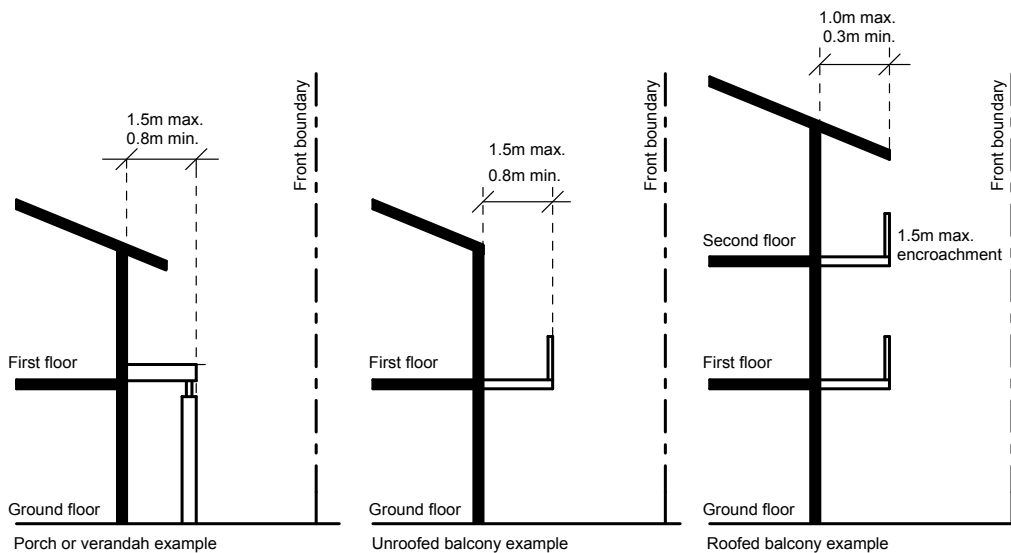 1.5m max.
0.8m min.
Front boundary
First floor
Ground floor
Porch or verandah example
1.5m max.
0.8m min.
Front boundary
First floor
Ground floor
Unroofed balcony example
1.0m max.
0.3m min.
Front boundary
Second floor
1.5m max.
encroachment
First floor
Ground floor
Roofed balcony example